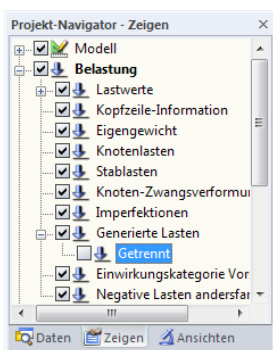 Projekt-Navigator - Zeigen
Modell
Belastung
Lastwerte
Kopfzeile-Information
Eigengewicht
Knotenlasten
Stablasten
Knoten-Zwangsverformu
Imperfektionen
Generierte Lasten
Getrennt
Einwirkungskategorie Vor
Negative Lasten andersfar
Daten Zeigen Ansichten